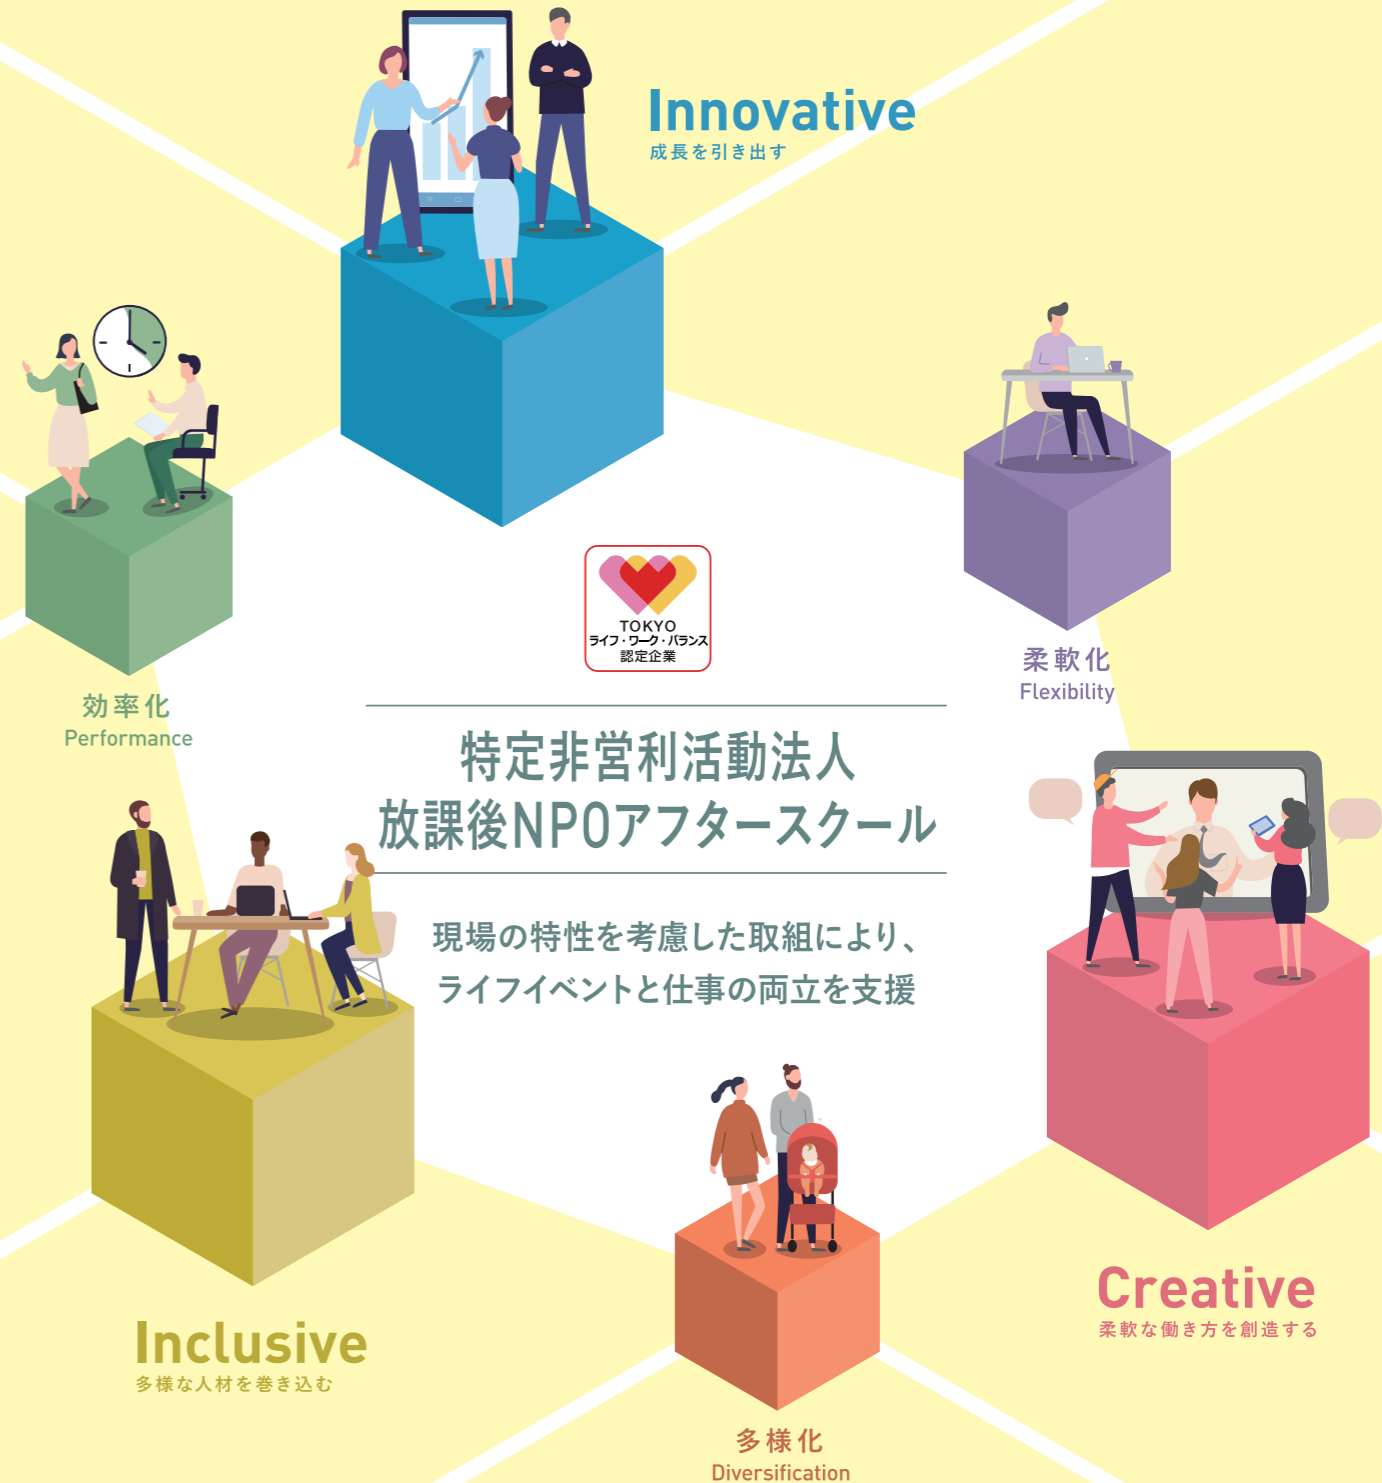 Innovative
成長を引き出す
柔軟化
Flexibility
効率化
Performance
TOKYO
ライフ・ワーク・バランス
認定企業
特定非営利活動法人
放課後NPOアフタースクール
現場の特性を考慮した取組により、
ライフイベントと仕事の両立を支援
Creative
柔軟な働き方を創造する
Inclusive
多様な人材を巻き込む
多様化
Diversification